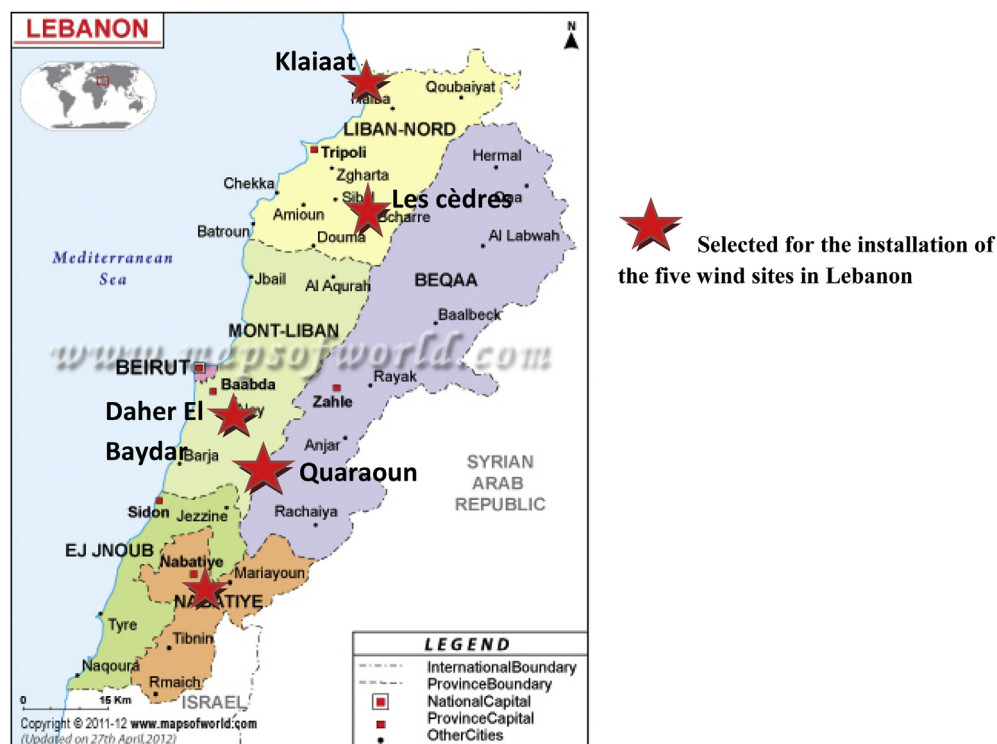 LEBANON
N
Klaiaat
Halba
Qoubaiyat
LIBAN-NORD
Tripoli
Hermal
Zgharta
Chekka
Les cèdres
Amioun
Bcharre
Batroun
Douma
Al Labwah
Mediterranean
Sea
Jbail
Al Aqurah
BEQAA
Baalbeck
MONT-LIBAN
www.mapsofworld.com
BEIRUT
Rayak
Baabda
Zahle
Daher El
Aley
Baydar
Barja
Anjar
Quaraoun
SYRIAN
ARAB
REPUBLIC
Sidon
Jezzine
Rachaiya
EJ JNOUB
Nabatiye
Mariayoun
NABATIYE
Tyre
Tibnin
Naqoura
Rmaich
ISRAEL
0 15 Km
Copyright © 2011-12 www.mapsofworld.com
(Updated on 27th April,2012)
LEGEND
InternationalBoundary
ProvinceBoundary
NationalCapital
ProvinceCapital
OtherCities
Selected for the installation of
the five wind sites in Lebanon